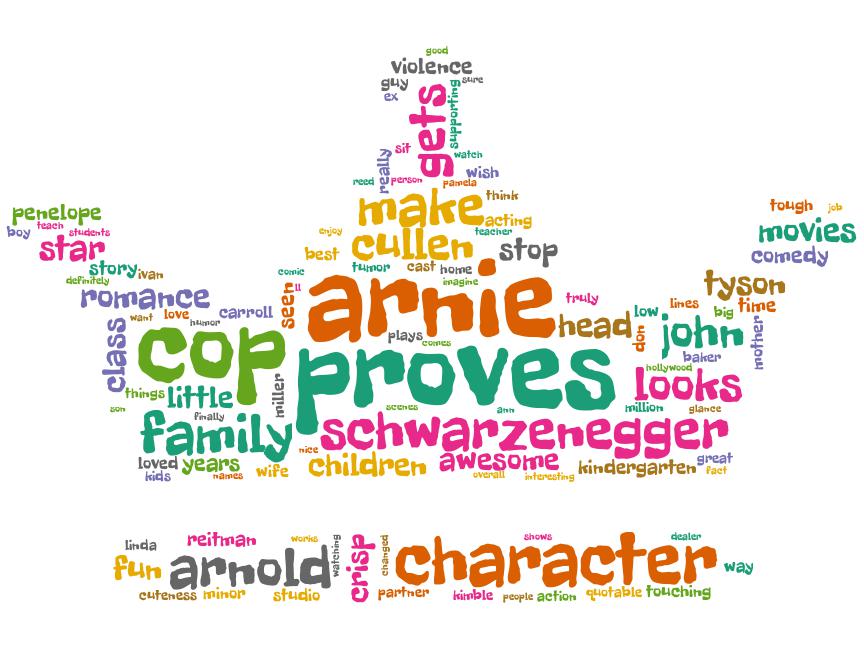 good
violence
guy sure
ex
gets
supporting
sit
really
watch
wish
reed person pamela
make think
acting
penelope
boy teach students
star
story ivan
definitely
enjoy teacher
cullen stop
best
tumor cast home
comic
imagine
tough job
movies
comedy
tyson
big time
romance
want love carroll
humor
seen ll
arnie truly
class
cop
plays comes
proves
head
don
low lines
john
baker
mother
hollywood
looks
things little
miller
son
finally
scenes ann million glance
family schwarzenegger
nice
loved years wife children awesome kindergarten great
kids names overall interesting fact
linda reitman works
watching
crisp
changed
shows dealer
fun arnold character way
cuteness minor studio partner kimble people action quotable touching